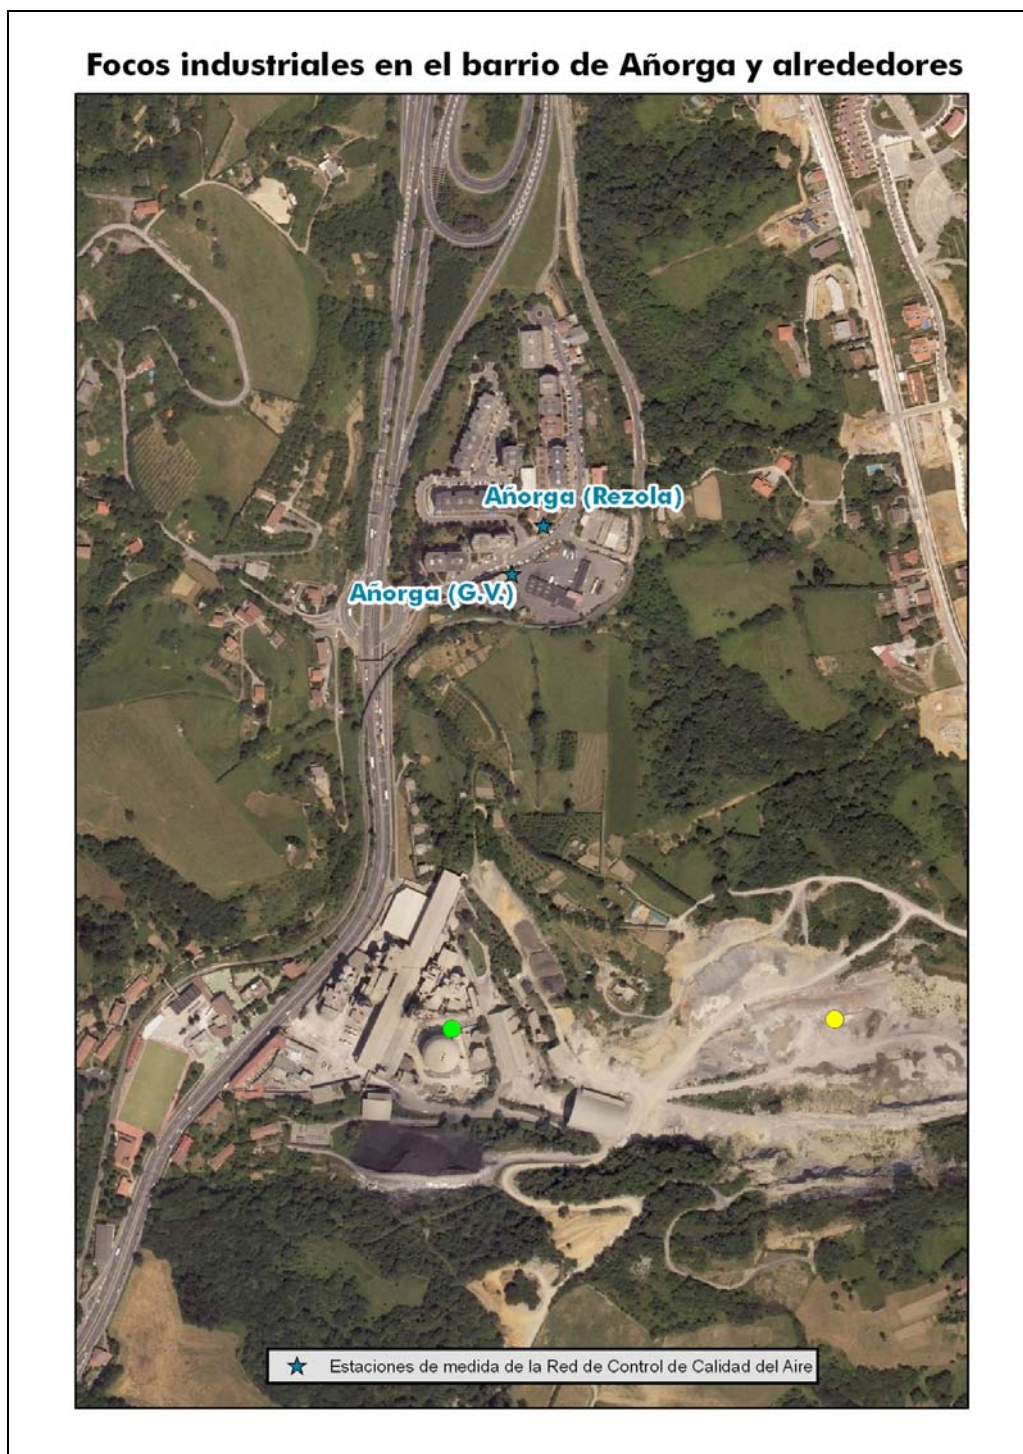 Focos industriales en el barrio de Añorga y alrededores
Añorga (Rezola)
Añorga (G.V.)
Estaciones de medida de la Red de Control de Calidad del Aire